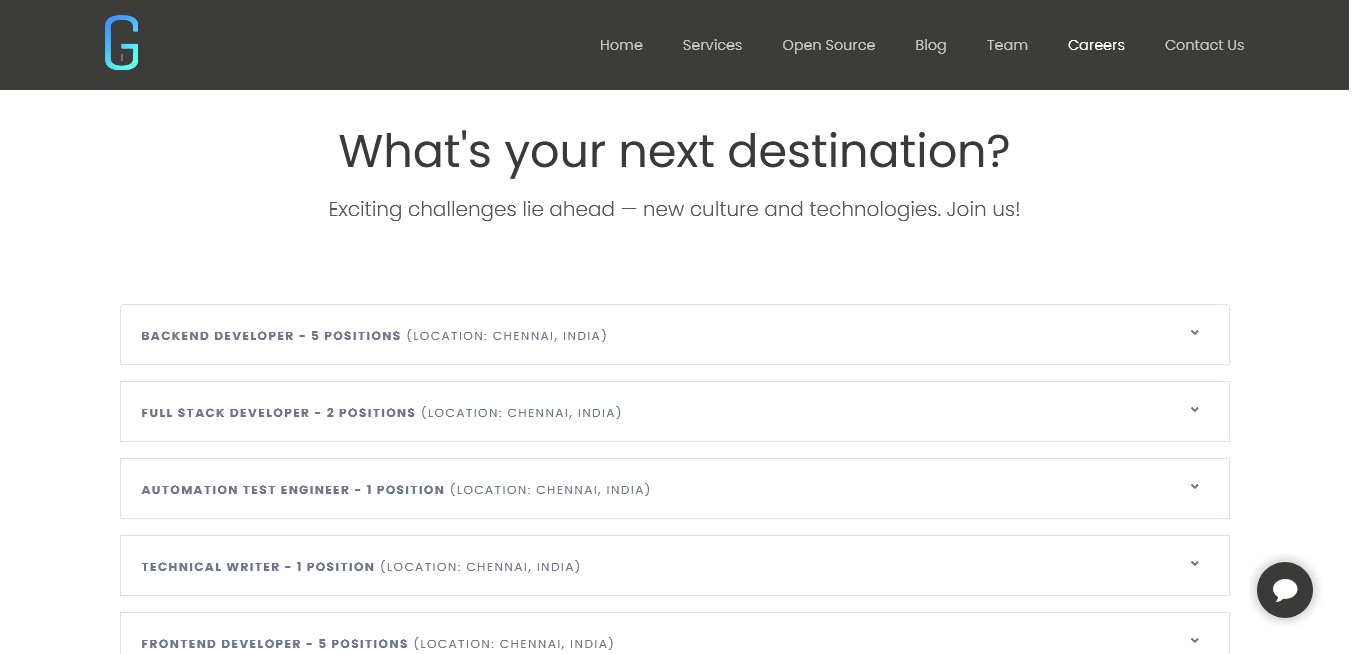 G
Home Services Open Source Blog Team Careers Contact Us
What's your next destination?
Exciting challenges lie ahead — new culture and technologies. Join us!
BACKEND DEVELOPER - 5 POSITIONS (LOCATION: CHENNAI, INDIA)
FULL STACK DEVELOPER - 2 POSITIONS (LOCATION: CHENNAI, INDIA)
AUTOMATION TEST ENGINEER - 1 POSITION (LOCATION: CHENNAI, INDIA)
TECHNICAL WRITER - 1 POSITION (LOCATION: CHENNAI, INDIA)
FRONTEND DEVELOPER - 5 POSITIONS (LOCATION: CHENNAI, INDIA)